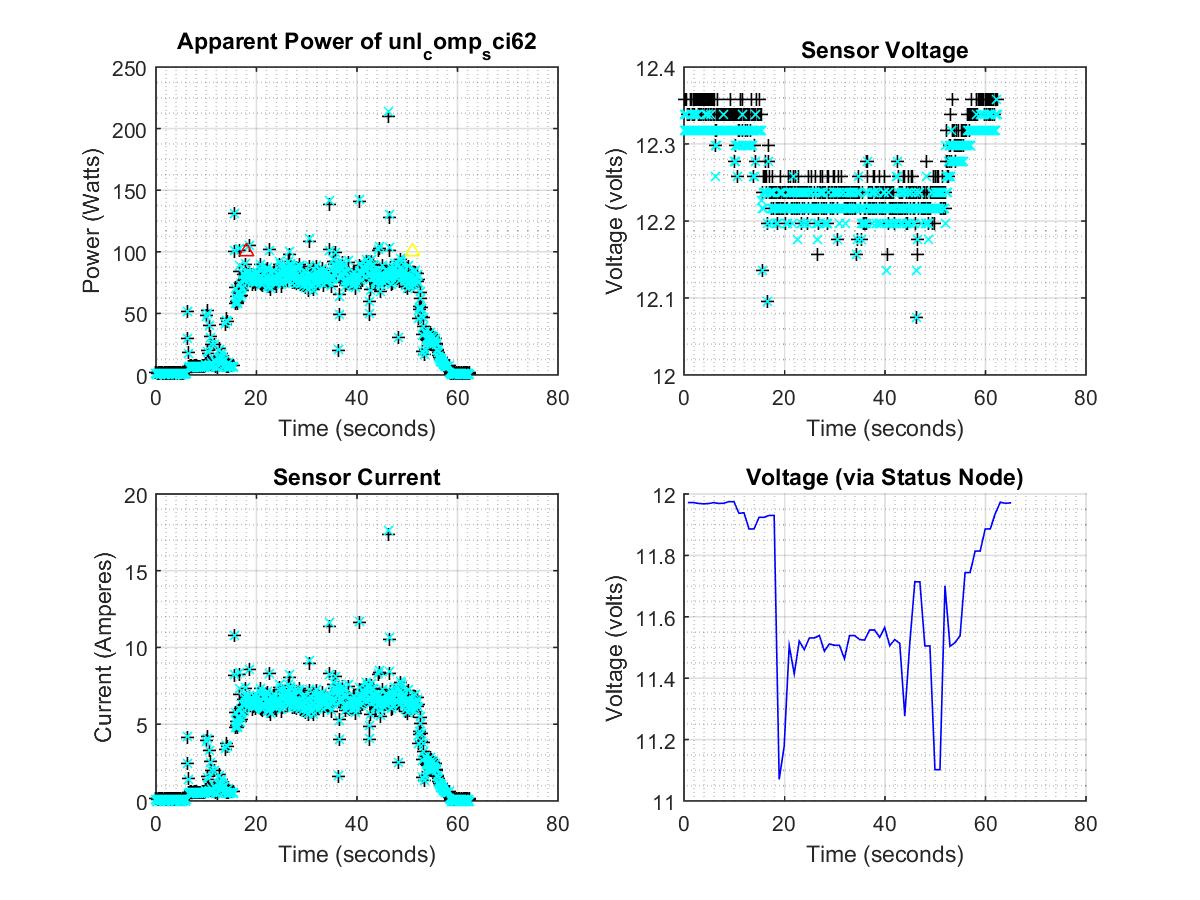 Apparent Power of unl_comp_sci62
250
200
150
100
50
0
Power (Watts)
0 20 40 60 80
Time (seconds)
Sensor Voltage
12.4
12.3
12.2
12.1
12
Voltage (volts)
0 20 40 60 80
Time (seconds)
Sensor Current
20
15
10
5
0
Current (Amperes)
0 20 40 60 80
Time (seconds)
Voltage (via Status Node)
12
11.8
11.6
11.4
11.2
11
Voltage (volts)
0 20 40 60 80
Time (seconds)